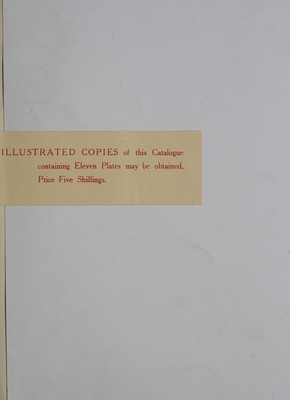 ILLUSTRATED COPIES of this Catalogue
containing Eleven Plates may be obtained,
Price Five Shillings.